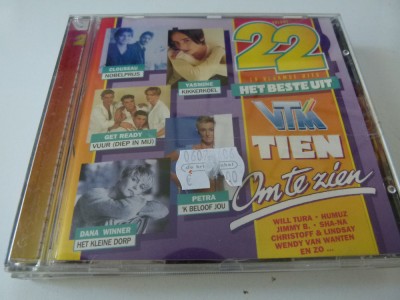 22
HET BESTE UIT
VTM
TIEN
Om te zien
NOBELPRIJS
YASMINE
KIKKERHOEL
GET READY
VUUR (DIEP IN MIJ)
PETRA
'K BELOOF JOU
DANA WINNER
HET KLEINE DORP
WILL TURA - NUMUZ
JIMMY B. - SHA-NA
CHRISTOFF & LINDSAY
WENDY VAN WANTEN
EN ZO ...